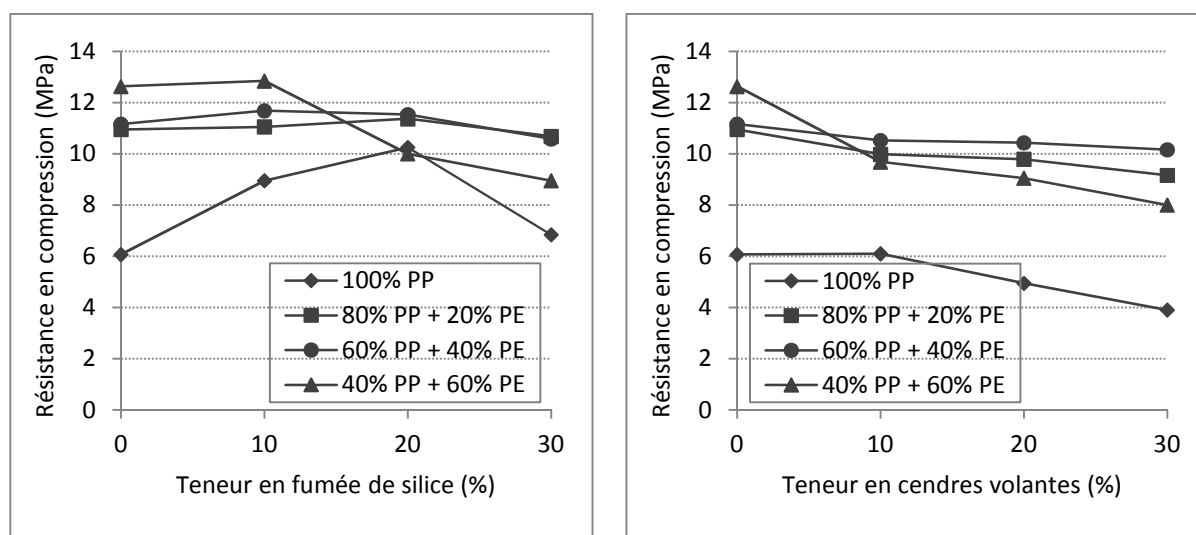 Résistance en compression (MPa)
14
12
10
8
6
4
2
0
100% PP
80% PP + 20% PE
60% PP + 40% PE
40% PP + 60% PE
0 10 20 30
Teneur en fumée de silice (%)
Résistance en compression (MPa)
14
12
10
8
6
4
2
0
100% PP
80% PP + 20% PE
60% PP + 40% PE
40% PP + 60% PE
0 10 20 30
Teneur en cendres volantes (%)